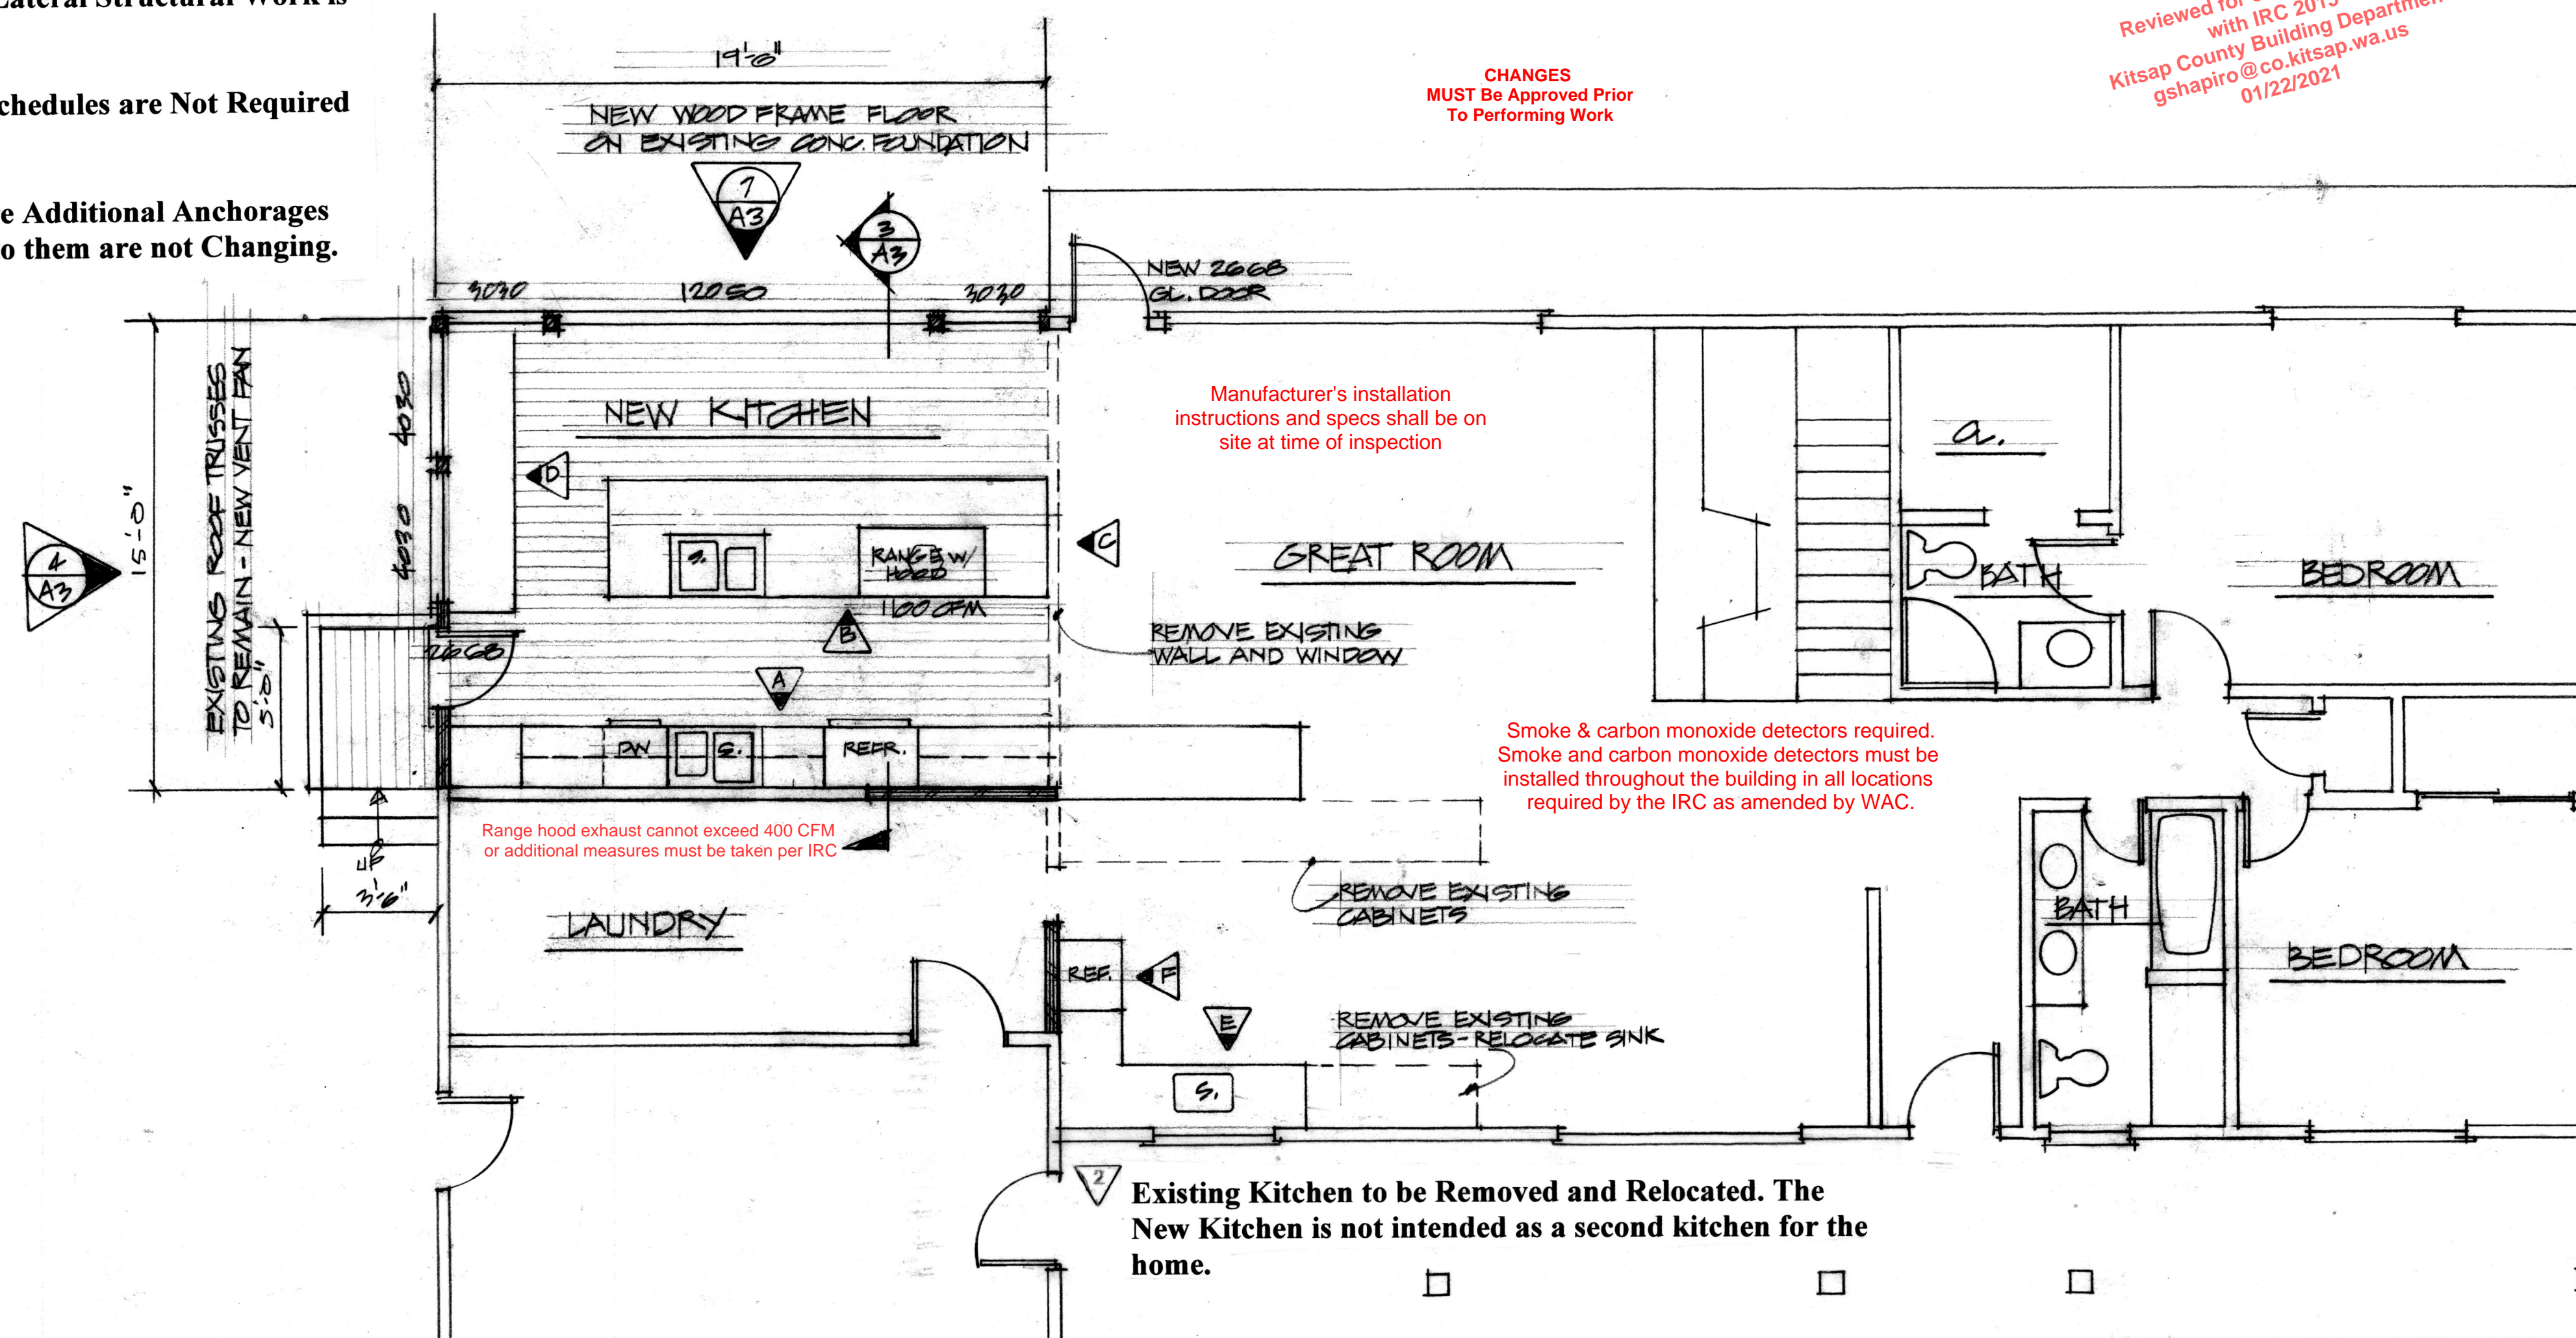 Lateral Structural Work is
chedules are Not Required
e Additional Anchorages
o them are not Changing.
19'-6"
NEW WOOD FRAME FLOOR
ON EXISTING CONC. FOUNDATION
7
A3
3
A3
CHANGES
MUST Be Approved Prior
To Performing Work
Reviewed for
with IRC 2015
Kitsap County Building Departmen
gshapiro@co.kitsap.wa.us
01/22/2021
3030
12050
3030
NEW 2668
GL. DOOR
EXISTING ROOF TRUSSES
TO REMAIN - NEW VENT FAN
15'-0"
5'-0"
4030
4030
4
A3
NEW KITCHEN
D
S.
RANGE W/
HOOD
1100 CFM
C
B
A
2668
DW
S.
REFR.
Manufacturer's installation
instructions and specs shall be on
site at time of inspection
GREAT ROOM
REMOVE EXISTING
WALL AND WINDOW
a.
BATH
BEDROOM
Smoke & carbon monoxide detectors required.
Smoke and carbon monoxide detectors must be
installed throughout the building in all locations
required by the IRC as amended by WAC.
Range hood exhaust cannot exceed 400 CFM
or additional measures must be taken per IRC
UP
3'-6"
LAUNDRY
REMOVE EXISTING
CABINETS
REF.
F
E
REMOVE EXISTING
CABINETS - RELOCATE SINK
S.
BATH
BEDROOM
2
Existing Kitchen to be Removed and Relocated. The
New Kitchen is not intended as a second kitchen for the
home.